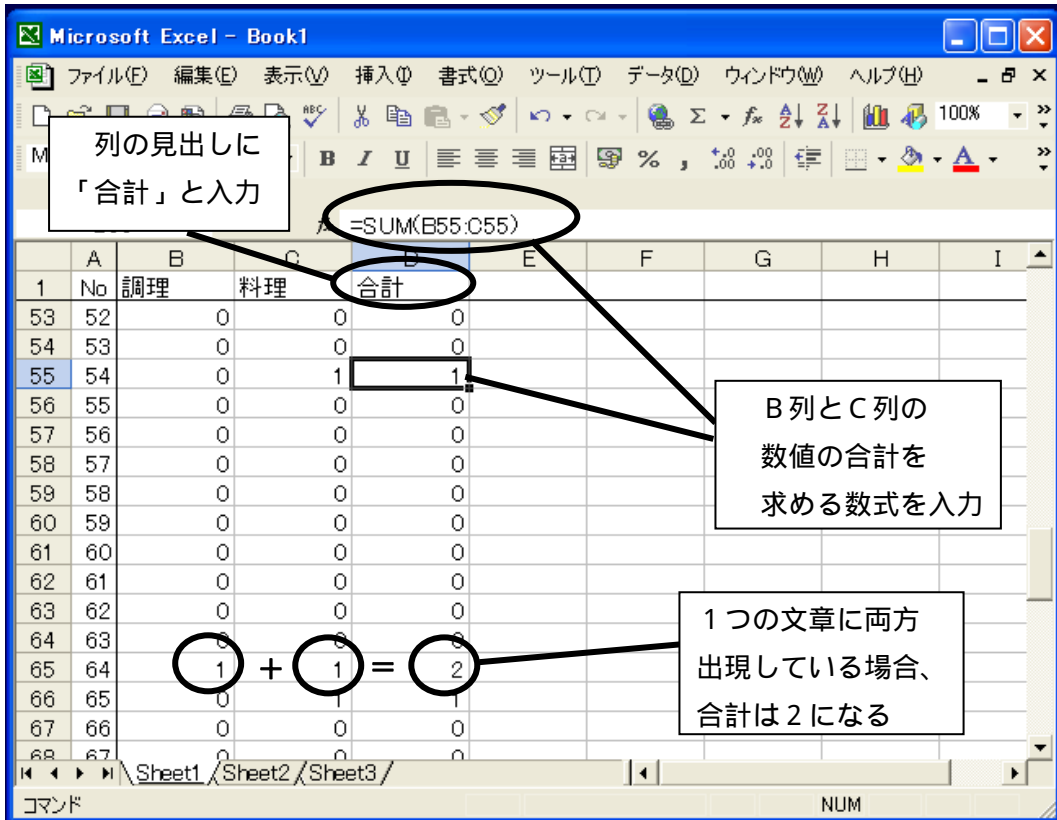 Microsoft Excel - Book1
ファイル(F) 編集(E) 表示(V) 挿入(I) 書式(O) ツール(T) データ(D) ウィンドウ(W) ヘルプ(H)
100%
列の見出しに
「合計」と入力
M B I U % ,
=SUM(B55:C55)
A B C D E F G H I
1 No 調理 料理 合計
53 52 0 0 0
54 53 0 0 0
55 54 0 1 1
56 55 0 0 0
57 56 0 0 0
58 57 0 0 0
59 58 0 0 0
60 59 0 0 0
61 60 0 0 0
62 61 0 0 0
63 62 0 0 0
64 63 0 0 0
65 64 1 + 1 = 2
66 65 0 1 1
67 66 0 0 0
68 67 0 0 0
B列とC列の
数値の合計を
求める数式を入力
1つの文章に両方
出現している場合、
合計は2になる
Sheet1 / Sheet2 / Sheet3 /
コマンド NUM